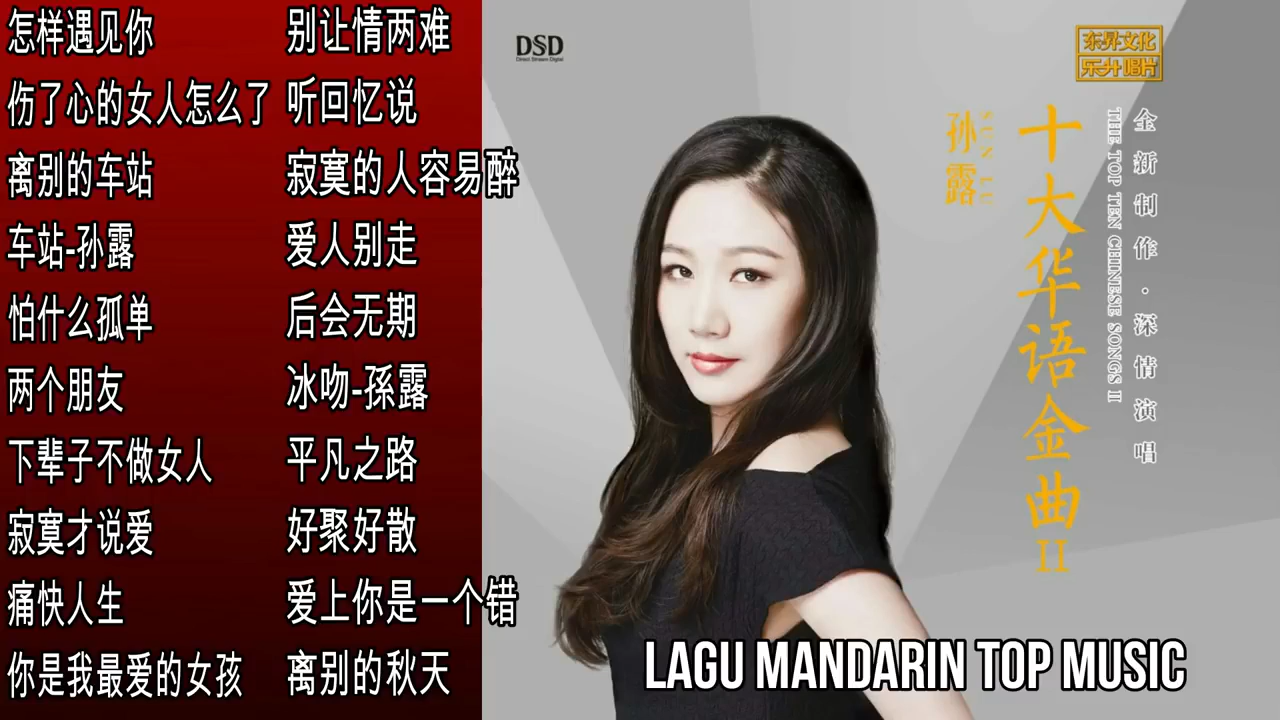 怎样遇见你
伤了心的女人怎么了
离别的车站
车站-孙露
怕什么孤单
两个朋友
下辈子不做女人
寂寞才说爱
痛快人生
你是我最爱的女孩
别让情两难
听回忆说
寂寞的人容易醉
爱人别走
后会无期
冰吻-孫露
平凡之路
好聚好散
爱上你是一个错
离别的秋天
DSD
Direct Stream Digital
东昇文化
乐升唱片
全新制作·深情演唱
THE TOP TEN CHINESE SONGS II
十大华语金曲II
SUN LU
孙露
LAGU MANDARIN TOP MUSIC